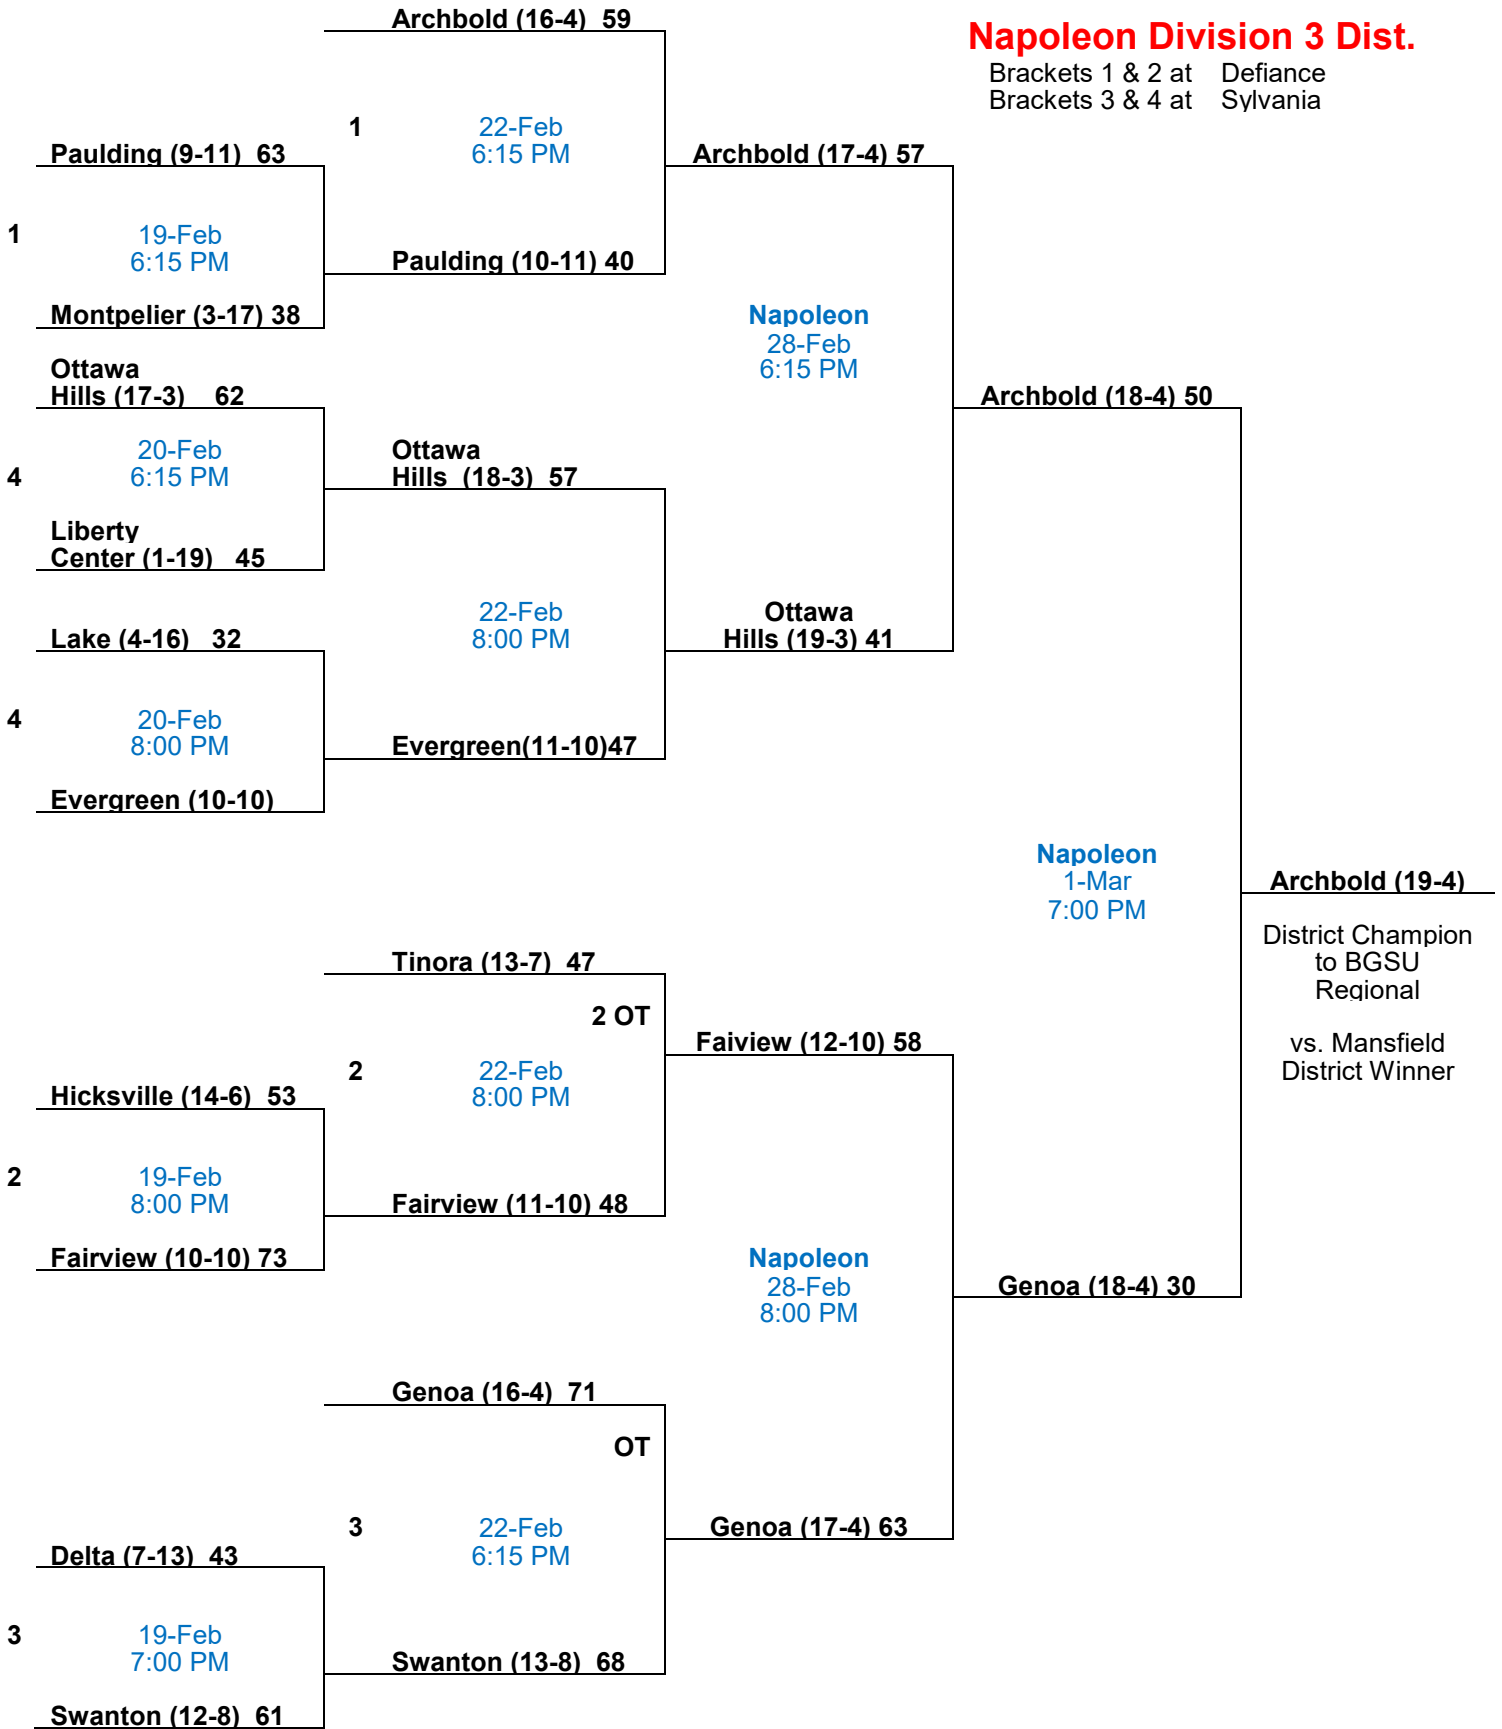 Archbold (16-4) 59
Napoleon Division 3 Dist.
Brackets 1 & 2 at Defiance
Brackets 3 & 4 at Sylvania
1 22-Feb
6:15 PM
Paulding (9-11) 63
Archbold (17-4) 57
1 19-Feb
6:15 PM
Paulding (10-11) 40
Montpelier (3-17) 38
Napoleon
28-Feb
6:15 PM
Ottawa
Hills (17-3) 62
Archbold (18-4) 50
4 20-Feb
6:15 PM
Ottawa
Hills (18-3) 57
Liberty
Center (1-19) 45
22-Feb
8:00 PM
Ottawa
Hills (19-3) 41
Lake (4-16) 32
4 20-Feb
8:00 PM
Evergreen(11-10)47
Evergreen (10-10)
Napoleon
1-Mar
7:00 PM
Archbold (19-4)
District Champion
to BGSU
Regional
vs. Mansfield
District Winner
Tinora (13-7) 47
2 OT
Faiview (12-10) 58
2 22-Feb
8:00 PM
Hicksville (14-6) 53
2 19-Feb
8:00 PM
Fairview (11-10) 48
Fairview (10-10) 73
Napoleon
28-Feb
8:00 PM
Genoa (18-4) 30
Genoa (16-4) 71
OT
3 22-Feb
6:15 PM
Genoa (17-4) 63
Delta (7-13) 43
3 19-Feb
7:00 PM
Swanton (13-8) 68
Swanton (12-8) 61